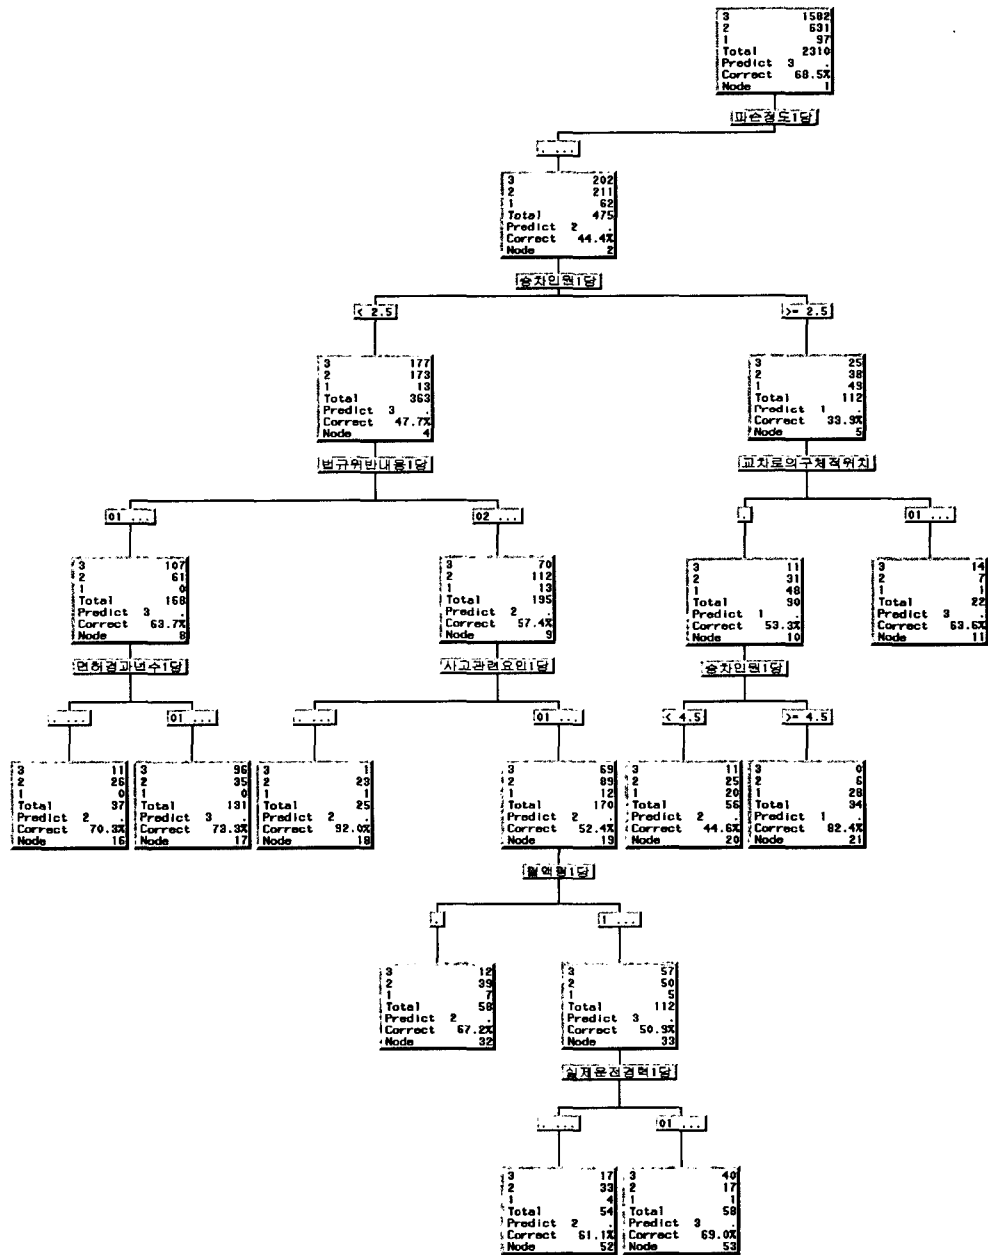 3 1582
2 631
1 97
Total 2310
Predict 3 .
Correct 68.5%
Node 1
파손정도1당
. ...
3 202
2 211
1 62
Total 475
Predict 2 .
Correct 44.4%
Node 2
승차인원1당
< 2.5
>= 2.5
3 177
2 173
1 13
Total 363
Predict 3 .
Correct 47.7%
Node 4
3 25
2 38
1 49
Total 112
Predict 1 .
Correct 33.9%
Node 5
법규위반내용1당
교차로의구체적위치
01 ...
02 ...
.
01 ...
3 107
2 61
1 0
Total 168
Predict 3 .
Correct 63.7%
Node 8
3 70
2 112
1 13
Total 195
Predict 2 .
Correct 57.4%
Node 9
3 11
2 31
1 48
Total 90
Predict 1 .
Correct 53.3%
Node 10
3 14
2 7
1 1
Total 22
Predict 3 .
Correct 63.6%
Node 11
면허경과년수1당
사고관련요인1당
승차인원1당
. ...
01 ...
. ...
01 ...
< 4.5
>= 4.5
3 11
2 26
1 0
Total 37
Predict 2 .
Correct 70.3%
Node 16
3 96
2 35
1 0
Total 131
Predict 3 .
Correct 73.3%
Node 17
3 1
2 23
1 1
Total 25
Predict 2 .
Correct 92.0%
Node 18
3 69
2 89
1 12
Total 170
Predict 2 .
Correct 52.4%
Node 19
3 11
2 25
1 20
Total 56
Predict 2 .
Correct 44.6%
Node 20
3 0
2 6
1 28
Total 34
Predict 1 .
Correct 82.4%
Node 21
혈액형1당
.
1 ...
3 12
2 39
1 7
Total 58
Predict 2 .
Correct 67.2%
Node 32
3 57
2 50
1 5
Total 112
Predict 3 .
Correct 50.9%
Node 33
실제운전경력1당
. ...
01 ...
3 17
2 33
1 4
Total 54
Predict 2 .
Correct 61.1%
Node 52
3 40
2 17
1 1
Total 58
Predict 3 .
Correct 69.0%
Node 53